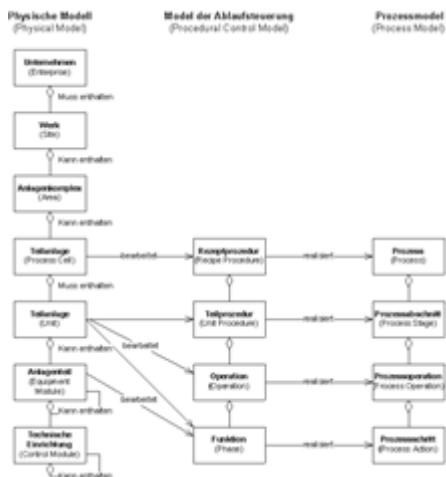 Physische Modell
(Physical Model)
Model der Ablaufsteuerung
(Procedural Control Model)
Prozessmodel
(Process Model)
Unternehmen
(Enterprise)
Muss enthalten
Werk
(Site)
Kann enthalten
Anlagenkomplex
(Area)
Kann enthalten
Teilanlage
(Process Cell)
bearbeitet
Rezeptprozedur
(Recipe Procedure)
realisiert
Prozess
(Process)
Muss enthalten
Teilanlage
(Unit)
Teilprozedur
(Unit Procedure)
realisiert
Prozessabschnitt
(Process Stage)
Kann enthalten
bearbeitet
Anlagenteil
(Equipment
Module)
Operation
(Operation)
realisiert
Prozessoperation
(Process Operation)
bearbeitet
Kann enthalten
Technische
Einrichtung
(Control Module)
Funktion
(Phase)
realisiert
Prozessschritt
(Process Action)
Kann enthalten